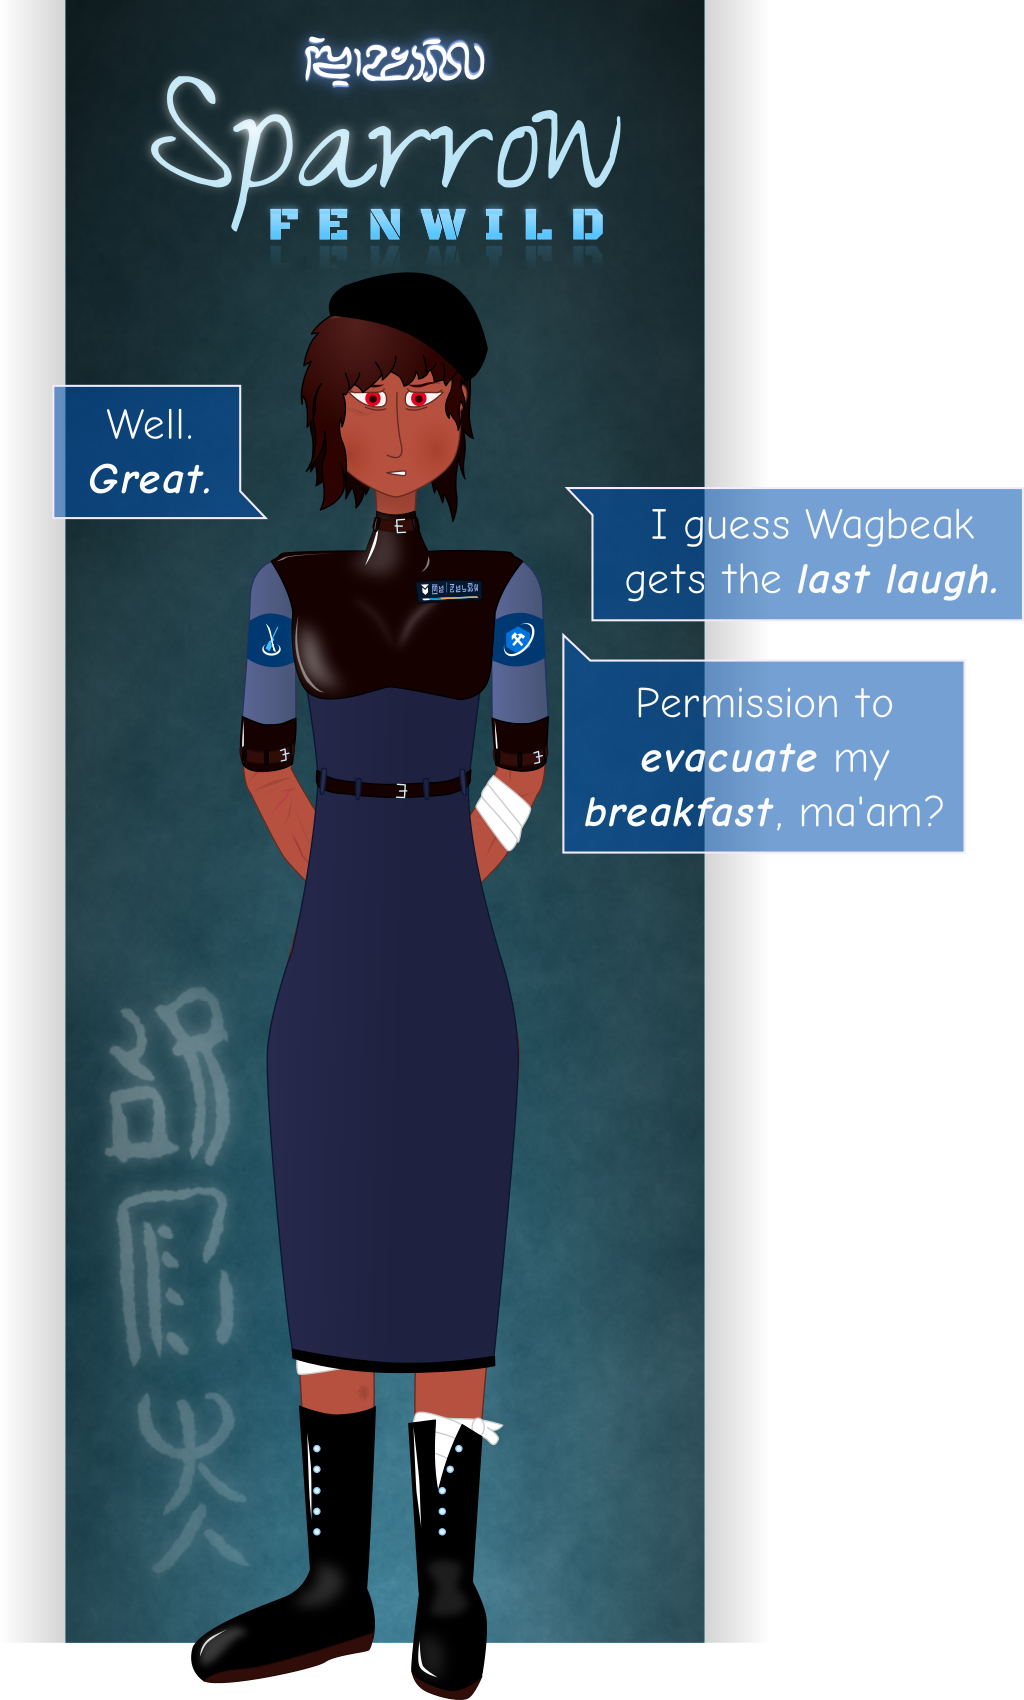 Sparrow
FENWILD
Well.
Great.
I guess Wagbeak
gets the last laugh.
Permission to
evacuate my
breakfast, ma'am?
E